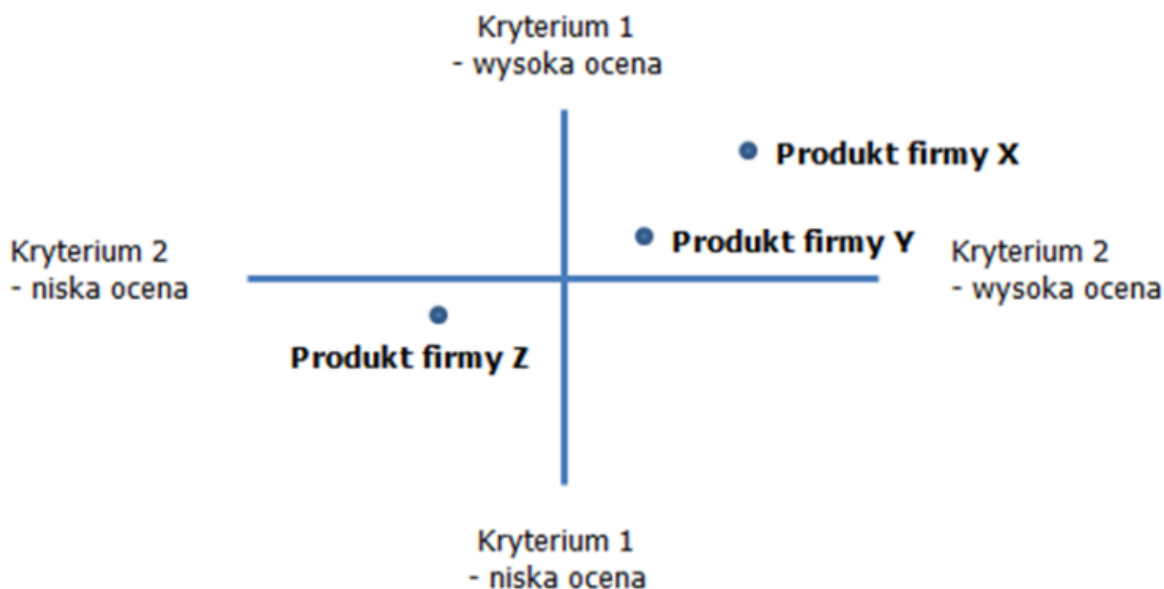 Kryterium 1
- wysoka ocena
Produkt firmy X
Produkt firmy Y
Kryterium 2
- niska ocena
Kryterium 2
- wysoka ocena
Produkt firmy Z
Kryterium 1
- niska ocena